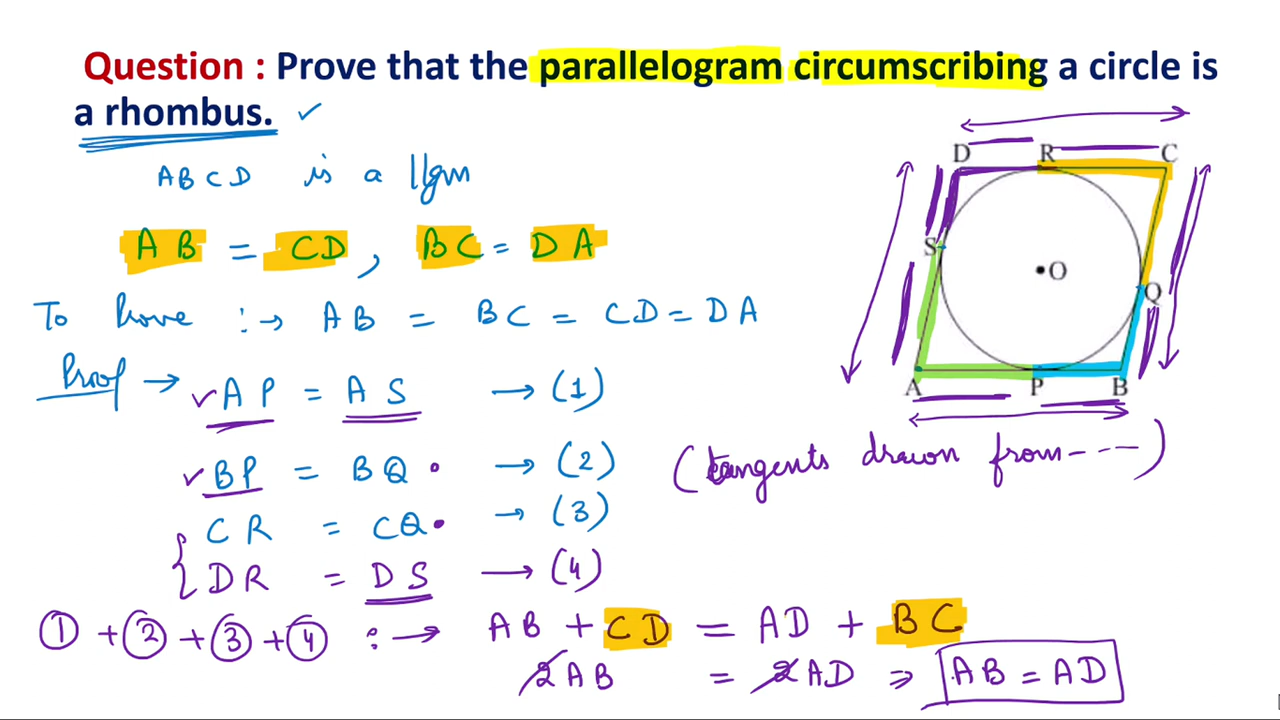 Question : Prove that the parallelogram circumscribing a circle is
a rhombus. ✓
ABCD is a ||gm
AB = CD, BC = DA
To prove :→ AB = BC = CD = DA
Proof → ✓AP = AS → (1)
✓BP = BQ → (2)
CR = CQ → (3)
DR = DS → (4)
(tangents drawn from----)
① + ② + ③ + ④ :→ AB + CD = AD + BC
2AB = 2AD ⇒ AB = AD
D R C
S
O
Q
A P B